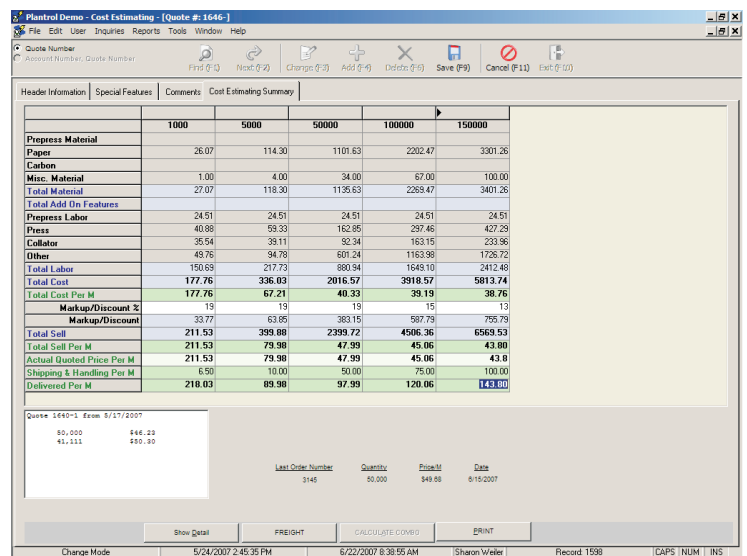 Plantrol Demo - Cost Estimating - [Quote #: 1646-]
File Edit User Inquiries Reports Tools Window Help
Quote Number
Account Number, Quote Number
Find (F1) Next (F2) Change (F3) Add (F4) Delete (F6) Save (F9) Cancel (F11) Exit (F10)
Header Information Special Features Comments Cost Estimating Summary
1000 5000 50000 100000 150000
Prepress Material
Paper 26.07 114.30 1101.63 2202.47 3301.26
Carbon
Misc. Material 1.00 4.00 34.00 67.00 100.00
Total Material 27.07 118.30 1135.63 2269.47 3401.26
Total Add On Features
Prepress Labor 24.51 24.51 24.51 24.51 24.51
Press 40.88 59.33 162.85 297.46 427.29
Collator 35.54 39.11 92.34 163.15 233.96
Other 49.76 94.78 601.24 1163.98 1726.72
Total Labor 150.69 217.73 880.94 1649.10 2412.48
Total Cost 177.76 336.03 2016.57 3918.57 5813.74
Total Cost Per M 177.76 67.21 40.33 39.19 38.76
Markup/Discount % 19 19 19 15 13
Markup/Discount 33.77 63.85 383.15 587.79 755.79
Total Sell 211.53 399.88 2399.72 4506.36 6569.53
Total Sell Per M 211.53 79.98 47.99 45.06 43.80
Actual Quoted Price Per M 211.53 79.98 47.99 45.06 43.8
Shipping & Handling Per M 6.50 10.00 50.00 75.00 100.00
Delivered Per M 218.03 89.98 97.99 120.06 143.80
Quote 1640-1 from 5/17/2007
50,000 $46.23
41,111 $50.30
Last Order Number Quantity Price/M Date
3145 50,000 $49.68 6/15/2007
Show Detail FREIGHT CALCULATE COMBO PRINT
Change Mode 5/24/2007 2:45:35 PM 6/22/2007 8:38:55 AM Sharon Weiler Record: 1598 CAPS NUM INS